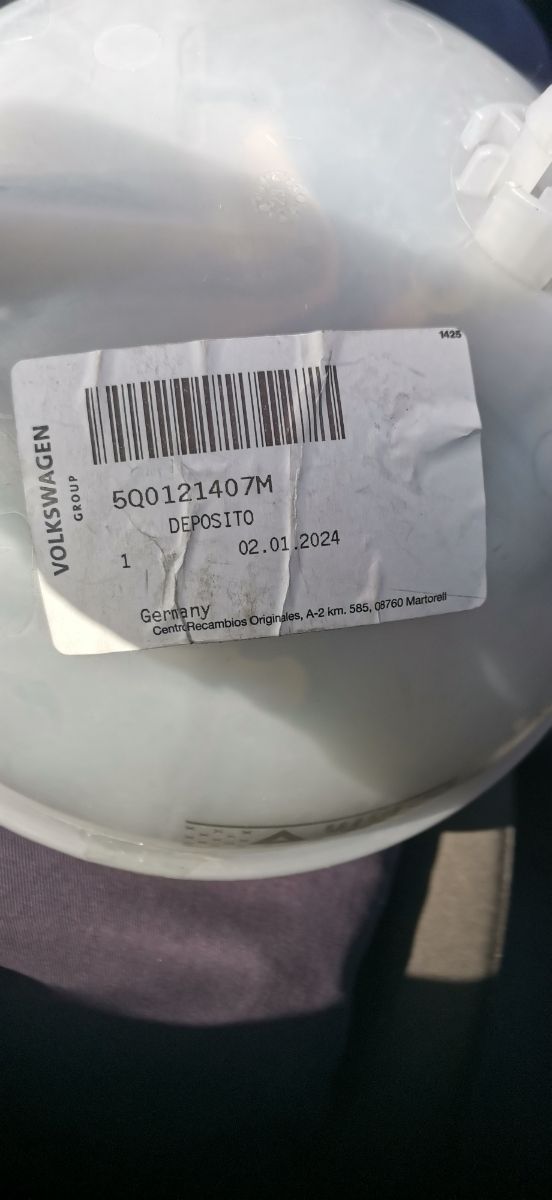 1425
VOLKSWAGEN
GROUP
5Q0121407M
DEPOSITO
1 02.01.2024
Germany
Centro Recambios Originales, A-2 km. 585, 08760 Martorell